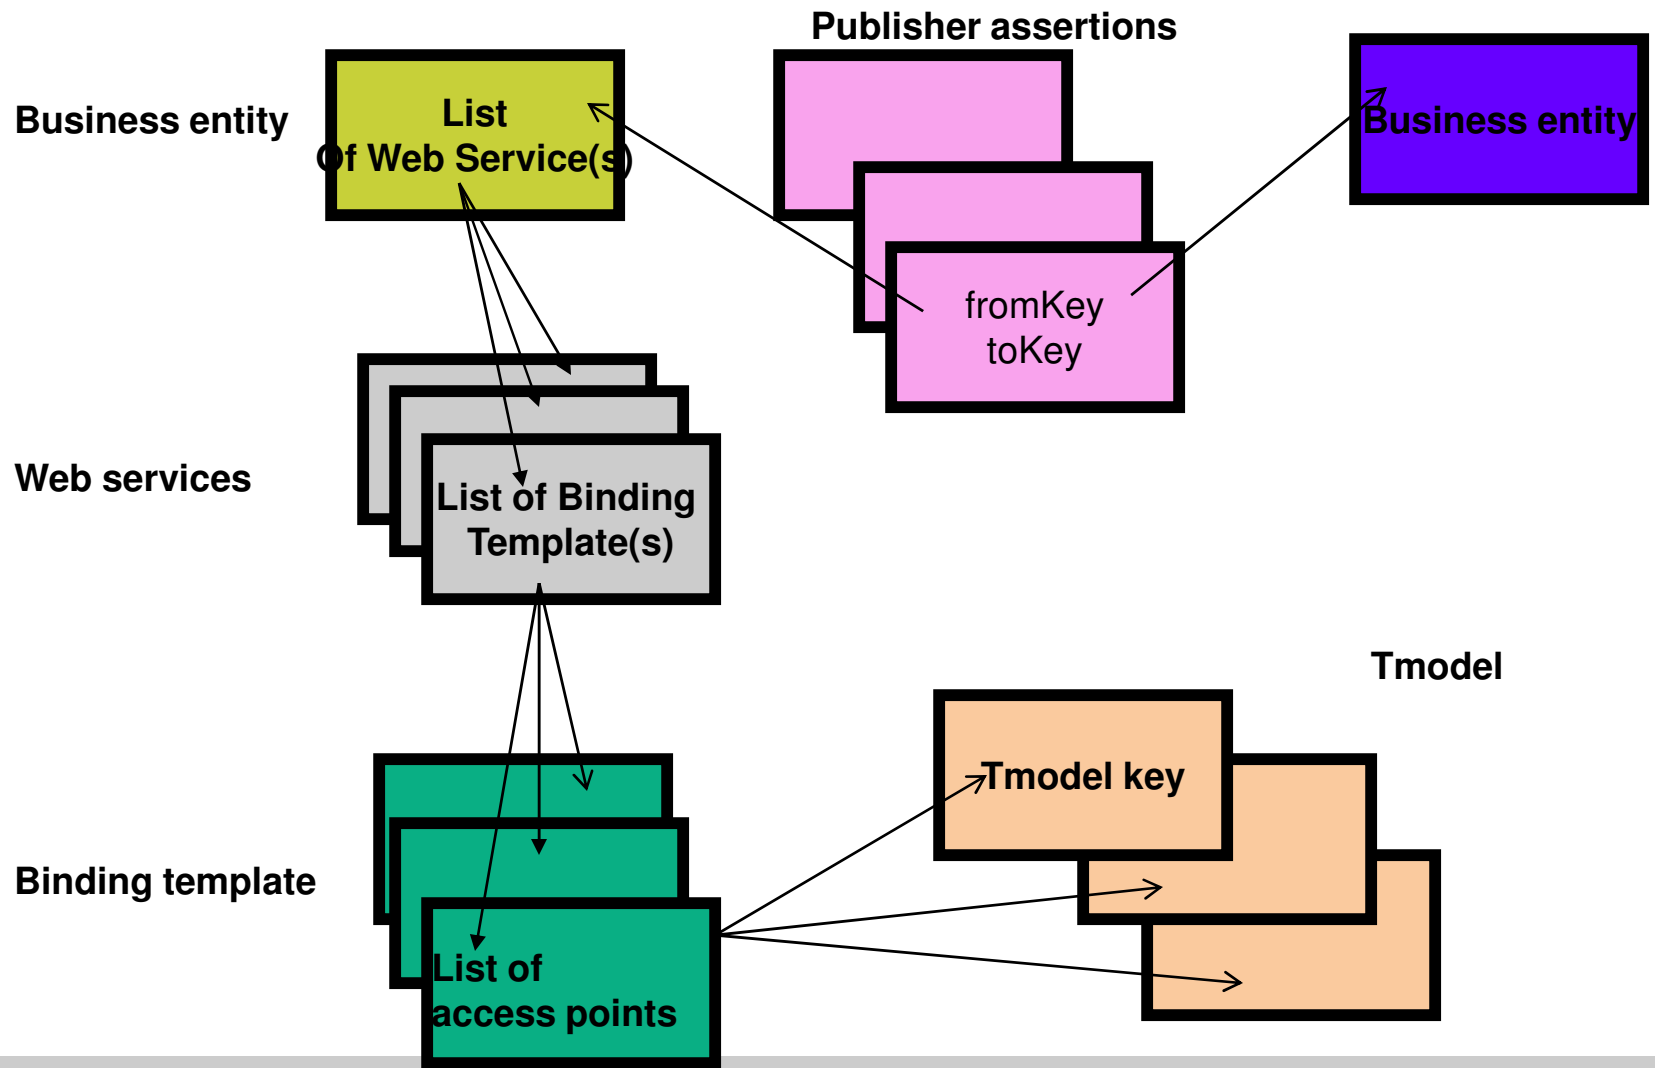 Publisher assertions
Business entity
List
Of Web Service(s)
Business entity
fromKey
toKey
Web services
List of Binding
Template(s)
Tmodel
Tmodel key
Binding template
List of
access points